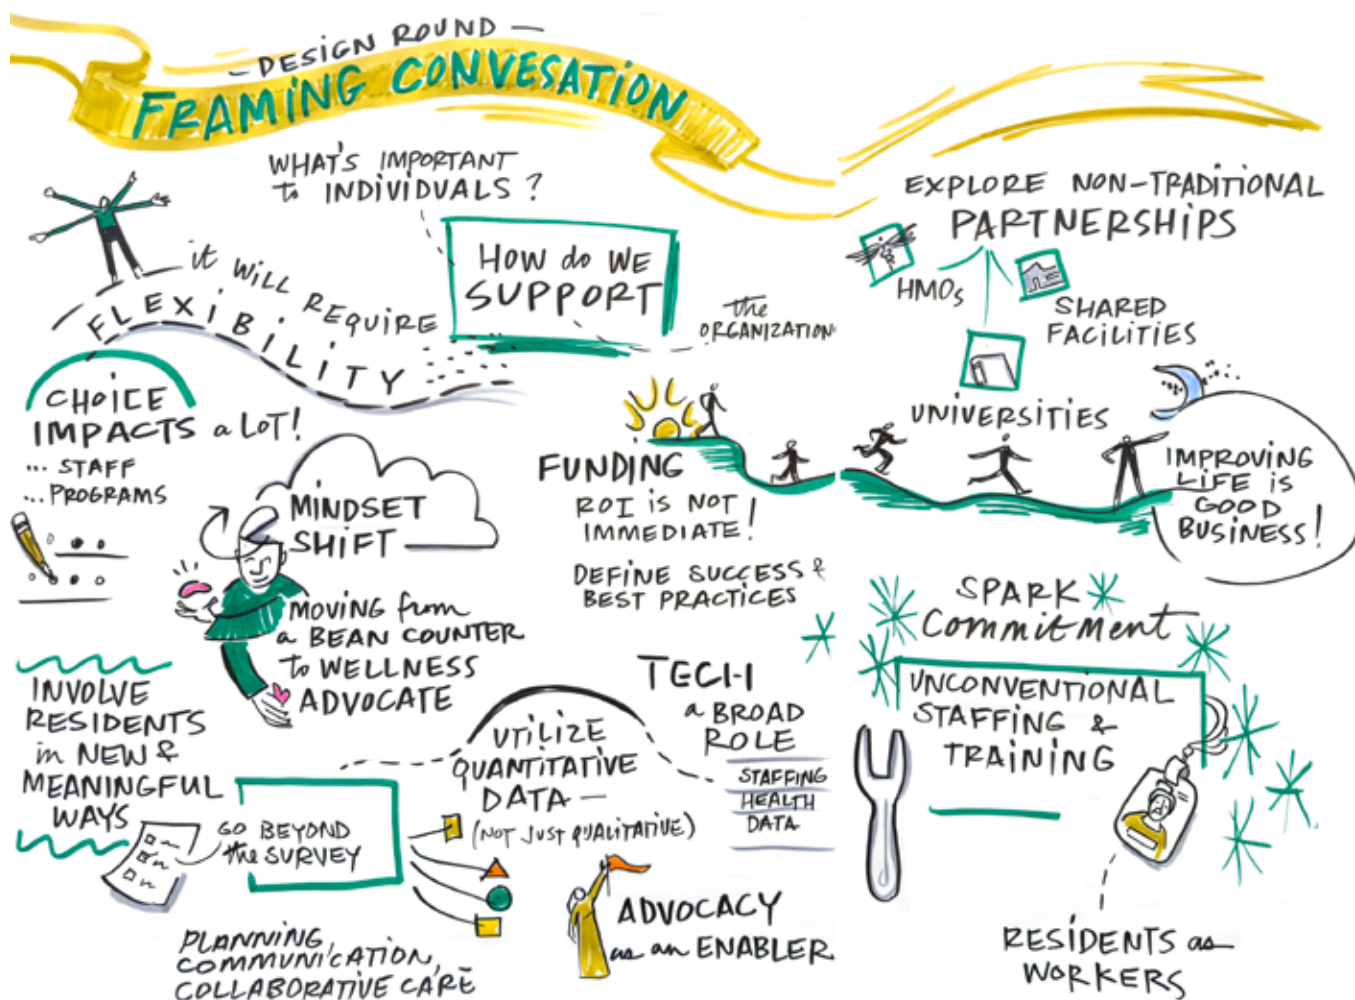 - DESIGN ROUND -
FRAMING CONVESATION
WHAT'S IMPORTANT
to INDIVIDUALS?
HOW do WE
SUPPORT
the
ORGANIZATION
it WILL REQUIRE
FLEXIBILITY
CHOICE
IMPACTS a LOT!
... STAFF
... PROGRAMS
MINDSET
SHIFT
MOVING from
a BEAN COUNTER
to WELLNESS
ADVOCATE
INVOLVE
RESIDENTS
in NEW &
MEANINGFUL
WAYS
GO BEYOND
the SURVEY
PLANNING,
COMMUNICATION,
COLLABORATIVE CARE
UTILIZE
QUANTITATIVE
DATA —
(NOT JUST QUALITATIVE)
FUNDING
ROI IS NOT
IMMEDIATE!
DEFINE SUCCESS &
BEST PRACTICES
TECH
a BROAD
ROLE
STAFFING
HEALTH
DATA
ADVOCACY
as an ENABLER
EXPLORE NON-TRADITIONAL
PARTNERSHIPS
HMOs
SHARED
FACILITIES
UNIVERSITIES
IMPROVING
LIFE is
GOOD
BUSINESS!
SPARK
COMMITMENT
UNCONVENTIONAL
STAFFING &
TRAINING
RESIDENTS as
WORKERS